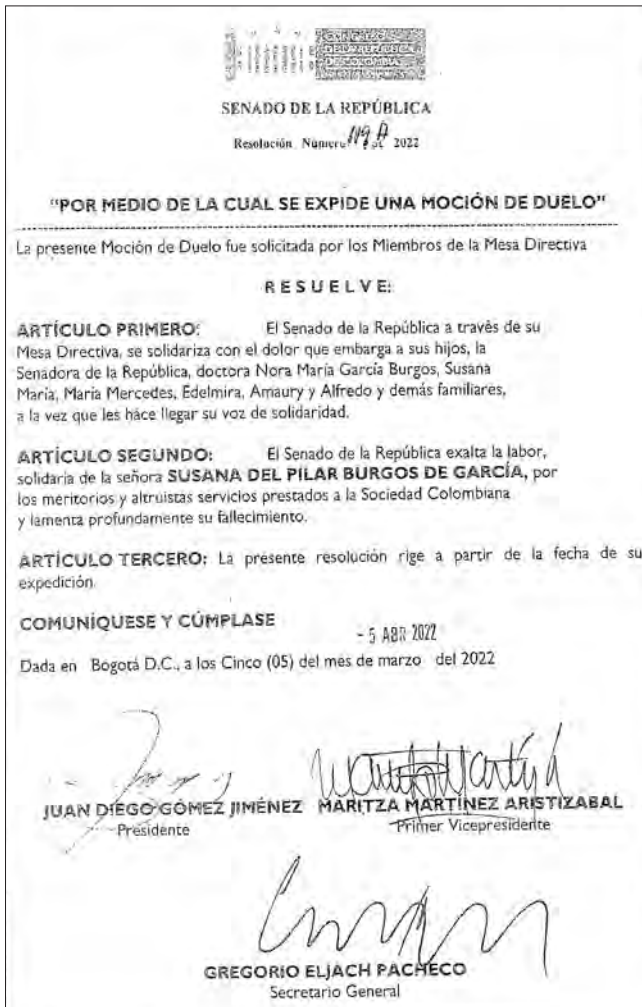 SENADO DE LA REPÚBLICA
Resolución Número 119 A 2022
"POR MEDIO DE LA CUAL SE EXPIDE UNA MOCIÓN DE DUELO"
La presente Moción de Duelo fue solicitada por los Miembros de la Mesa Directiva
RESUELVE:
ARTÍCULO PRIMERO: El Senado de la República a través de su
Mesa Directiva, se solidariza con el dolor que embarga a sus hijos, la
Senadora de la República, doctora Nora María García Burgos, Susana
María, María Mercedes, Edelmira, Amaury y Alfredo y demás familiares,
a la vez que les hace llegar su voz de solidaridad.
ARTÍCULO SEGUNDO: El Senado de la República exalta la labor,
solidaria de la señora SUSANA DEL PILAR BURGOS DE GARCÍA, por
los meritorios y altruistas servicios prestados a la Sociedad Colombiana
y lamenta profundamente su fallecimiento.
ARTÍCULO TERCERO: La presente resolución rige a partir de la fecha de su
expedición.
COMUNÍQUESE Y CÚMPLASE
- 5 ABR 2022
Dada en Bogotá D.C., a los Cinco (05) del mes de marzo del 2022
JUAN DIEGO GÓMEZ JIMÉNEZ MARITZA MARTÍNEZ ARISTIZABAL
Presidente Primer Vicepresidente
GREGORIO ELJACH PACHECO
Secretario General